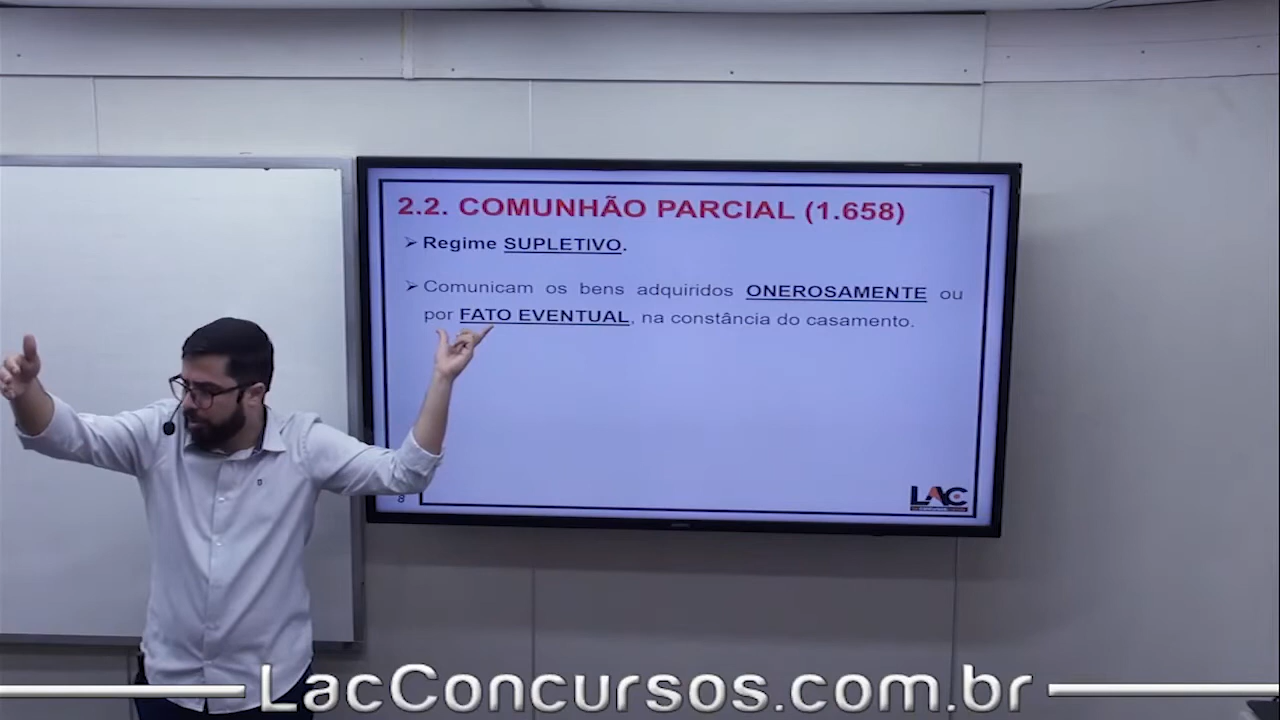 2.2. COMUNHÃO PARCIAL (1.658)
➢ Regime SUPLETIVO.
➢ Comunicam os bens adquiridos ONEROSAMENTE ou
por FATO EVENTUAL, na constância do casamento.
8
LAC
LacConcursos.com.br